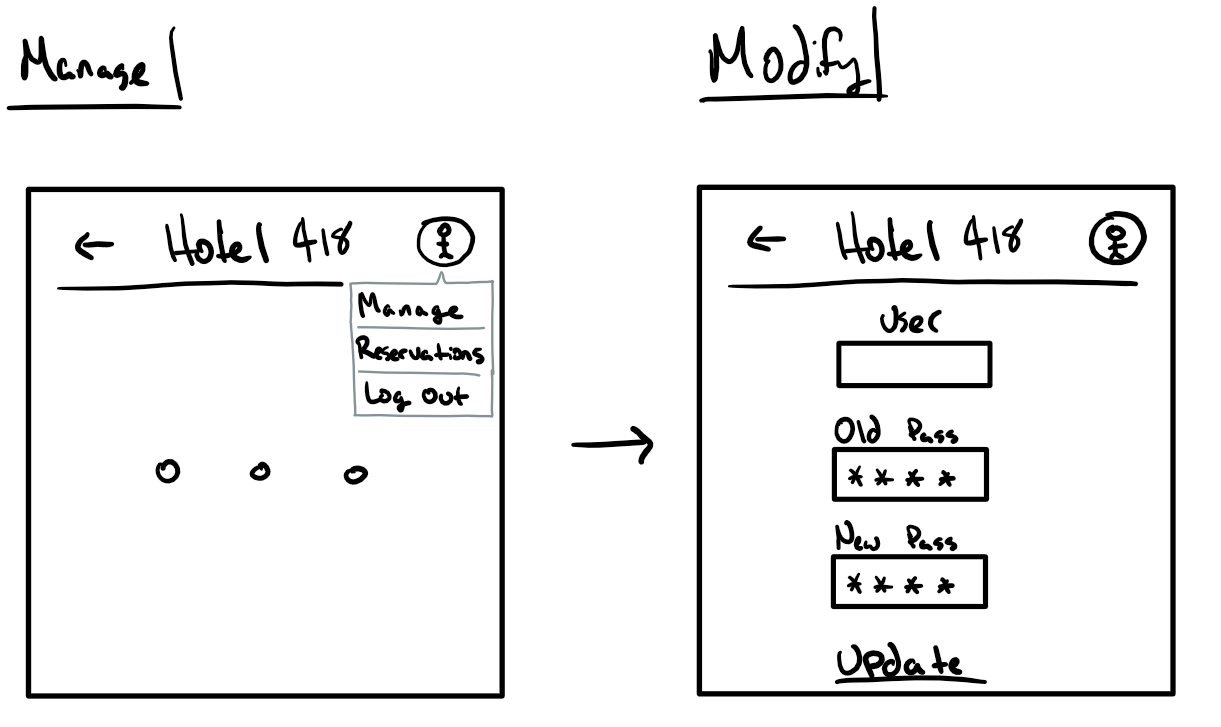 Manage
Hotel 418
Manage
Reservations
Log Out
Modify
Hotel 418
User
Old Pass
* * * *
New Pass
* * * *
Update